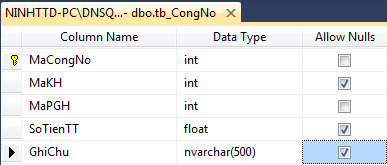 NINHTTD-PC\DNSQ...- dbo.tb_CongNo
Column Name Data Type Allow Nulls
MaCongNo int
MaKH int
MaPGH int
SoTienTT float
GhiChu nvarchar(500)